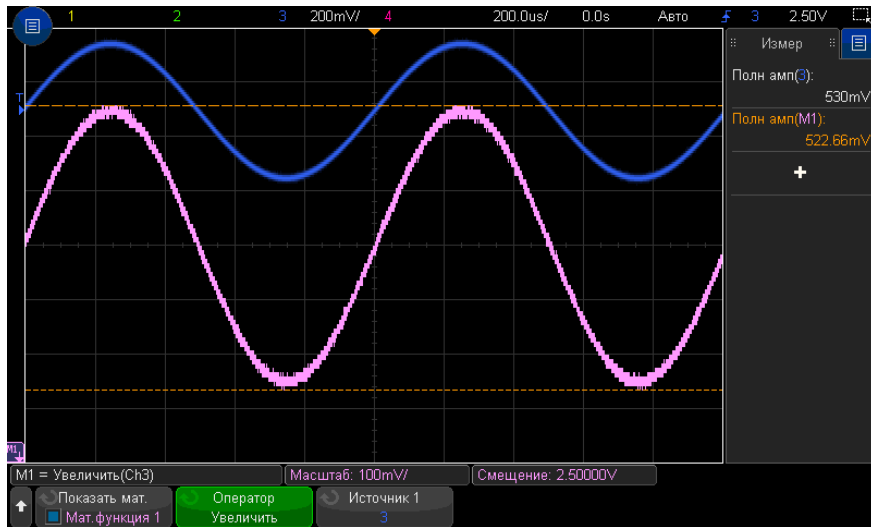 1 2 3 200mV/ 4 200.0us/ 0.0s Авто 3 2.50V
Измер
T
Полн амп(3):
530mV
Полн амп(M1):
522.66mV
M1
M1 = Увеличить(Ch3) Масштаб: 100mV/ Смещение: 2.50000V
Показать мат. Оператор Источник 1
Мат.функция 1 Увеличить 3